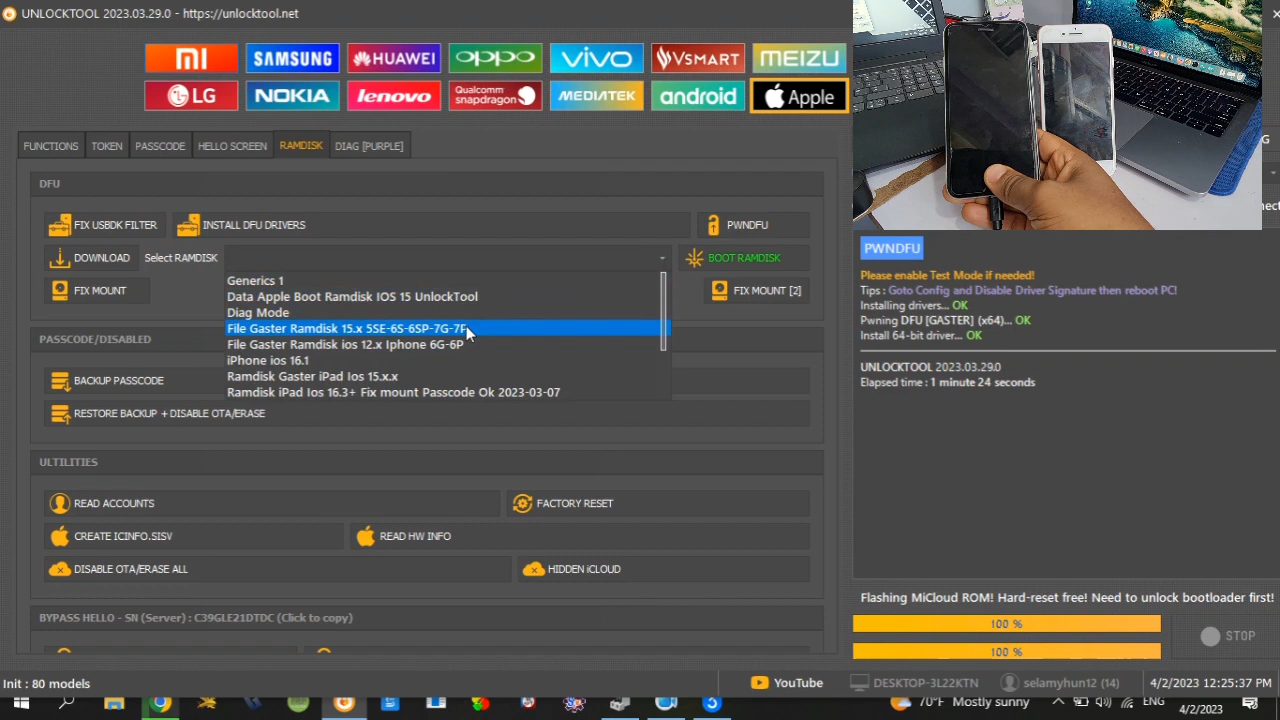 UNLOCKTOOL 2023.03.29.0 - https://unlocktool.net
mi
SAMSUNG
HUAWEI
oppo
vivo
VSMART
MEIZU
LG
NOKIA
lenovo
Qualcomm snapdragon
MEDIATEK
android
Apple
FUNCTIONS
TOKEN
PASSCODE
HELLO SCREEN
RAMDISK
DIAG [PURPLE]
DFU
FIX USBDK FILTER
INSTALL DFU DRIVERS
PWNDFU
DOWNLOAD
Select RAMDISK
BOOT RAMDISK
Generics 1
Data Apple Boot Ramdisk IOS 15 UnlockTool
FIX MOUNT
FIX MOUNT [2]
Diag Mode
File Gaster Ramdisk 15.x 5SE-6S-6SP-7G-7P
File Gaster Ramdisk ios 12.x Iphone 6G-6P
iPhone ios 16.1
Ramdisk Gaster iPad Ios 15.x.x
Ramdisk iPad Ios 16.3+ Fix mount Passcode Ok 2023-03-07
PASSCODE/DISABLED
BACKUP PASSCODE
RESTORE BACKUP + DISABLE OTA/ERASE
ULTILITIES
READ ACCOUNTS
FACTORY RESET
CREATE ICINFO.SISV
READ HW INFO
DISABLE OTA/ERASE ALL
HIDDEN iCLOUD
BYPASS HELLO - SN (Server) : C39GLE21DTDC (Click to copy)
PWNDFU
Please enable Test Mode if needed!
Tips : Goto Config and Disable Driver Signature then reboot PC!
Installing drivers... OK
Pwning DFU [GASTER] (x64)... OK
Install 64-bit driver... OK
UNLOCKTOOL 2023.03.29.0
Elapsed time : 1 minute 24 seconds
Flashing MiCloud ROM! Hard-reset free! Need to unlock bootloader first!
100 %
100 %
STOP
Init : 80 models
YouTube
DESKTOP-3L22KTN
selamyhun12 (14)
4/2/2023 12:25:37 PM
70°F Mostly sunny
ENG
4/2/2023